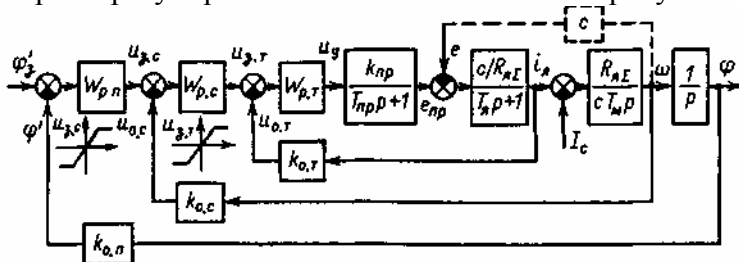 c
φ'з
φ'
uз,с
Wр п
uз,с
uо,с
Wр,с
uз,т
uз,т
uо,т
Wр,т
uу
kпр
Tпрp+1
e
eпр
c/RяΣ
Tяp+1
iя
Iс
RяΣ
cTмp
ω
1
p
φ
kо,т
kо,с
kо,п